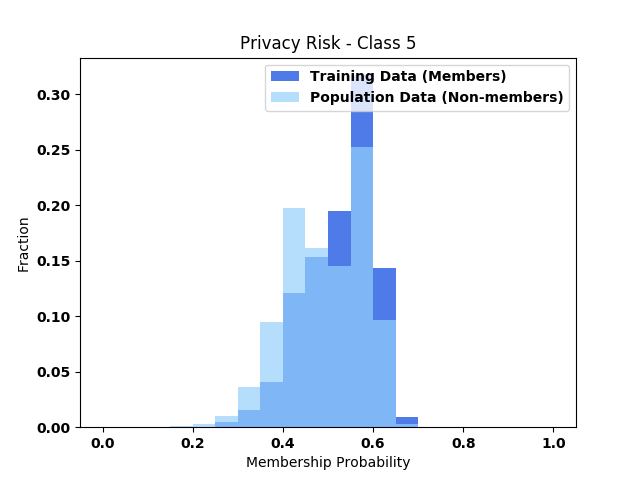 Privacy Risk - Class 5
Training Data (Members)
Population Data (Non-members)
Fraction
0.30
0.25
0.20
0.15
0.10
0.05
0.00
0.0 0.2 0.4 0.6 0.8 1.0
Membership Probability